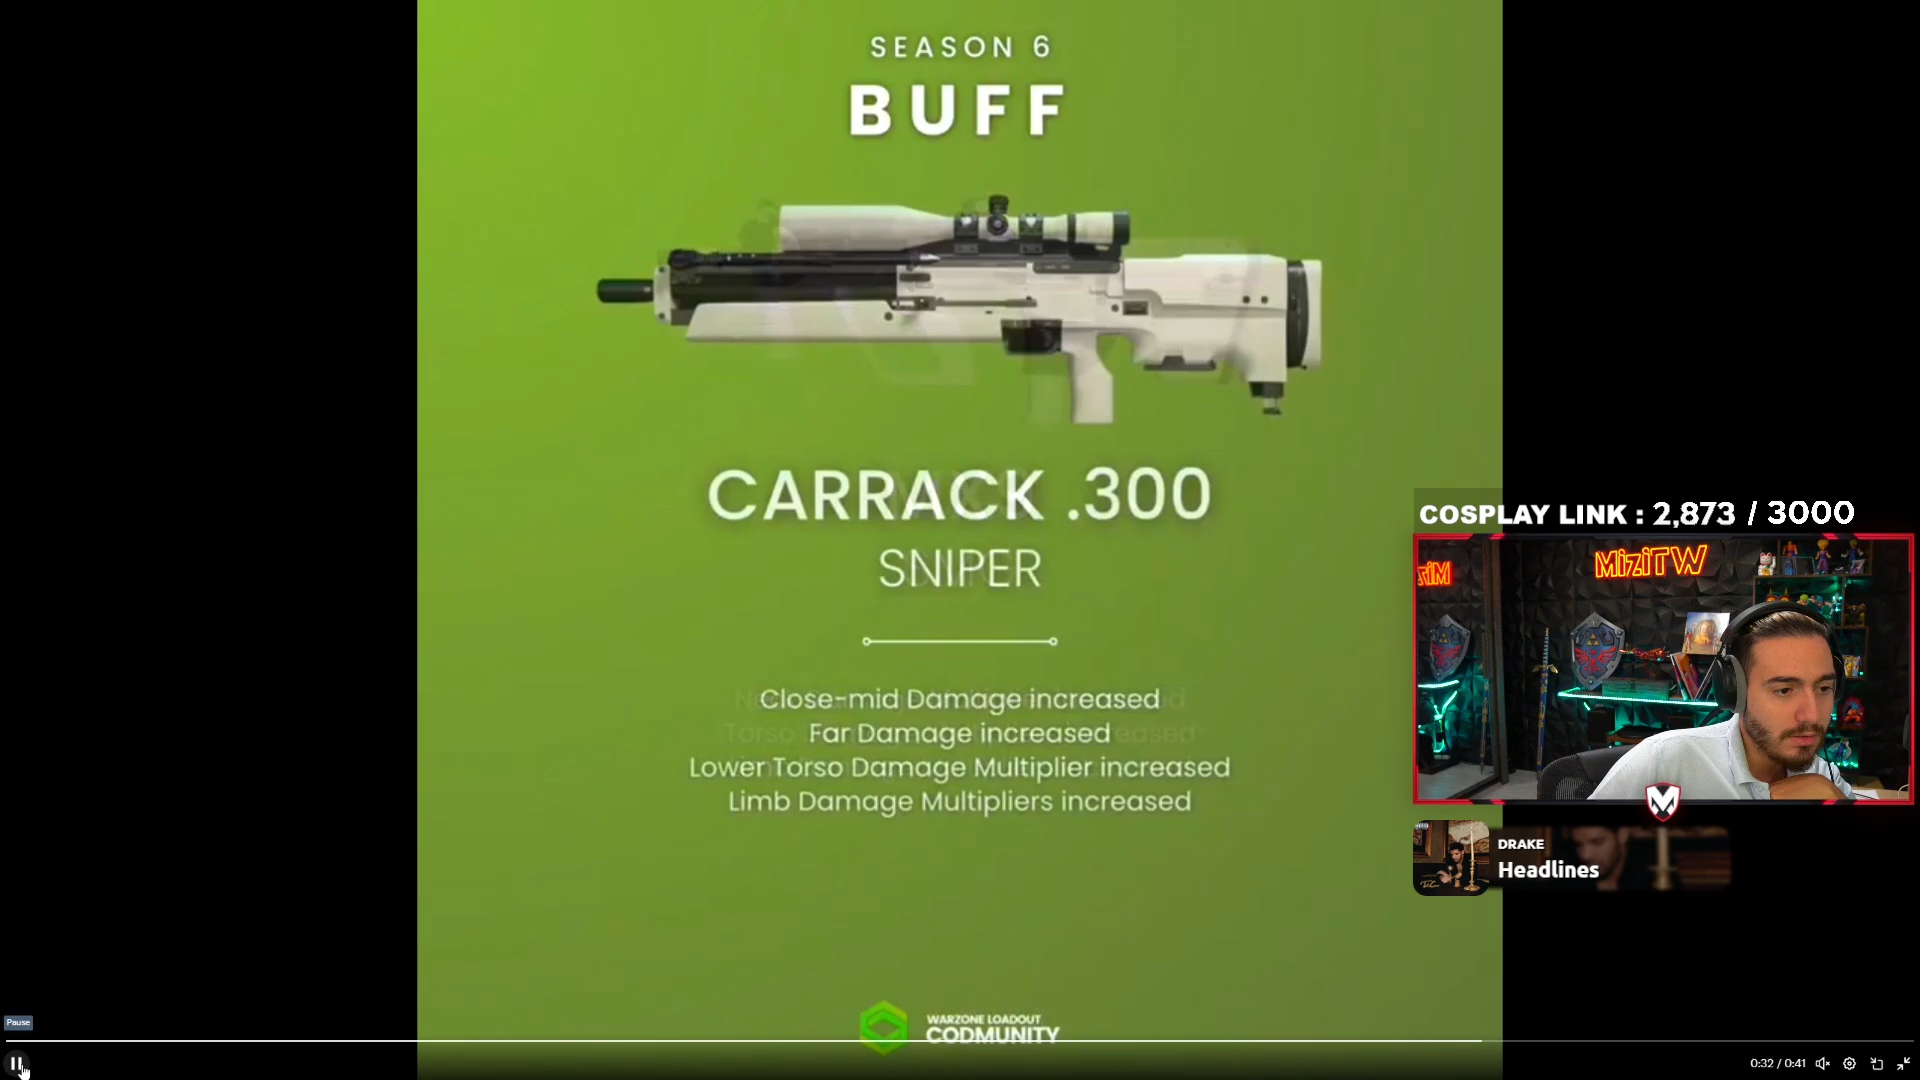 SEASON 6
BUFF
CARRACK .300
SNIPER
Close-mid Damage increased
Far Damage increased
Lower Torso Damage Multiplier increased
Limb Damage Multipliers increased
WARZONE LOADOUT
CODMUNITY
COSPLAY LINK : 2,873 / 3000
MiziTW
DRAKE
Headlines
Pause
0:32 / 0:41